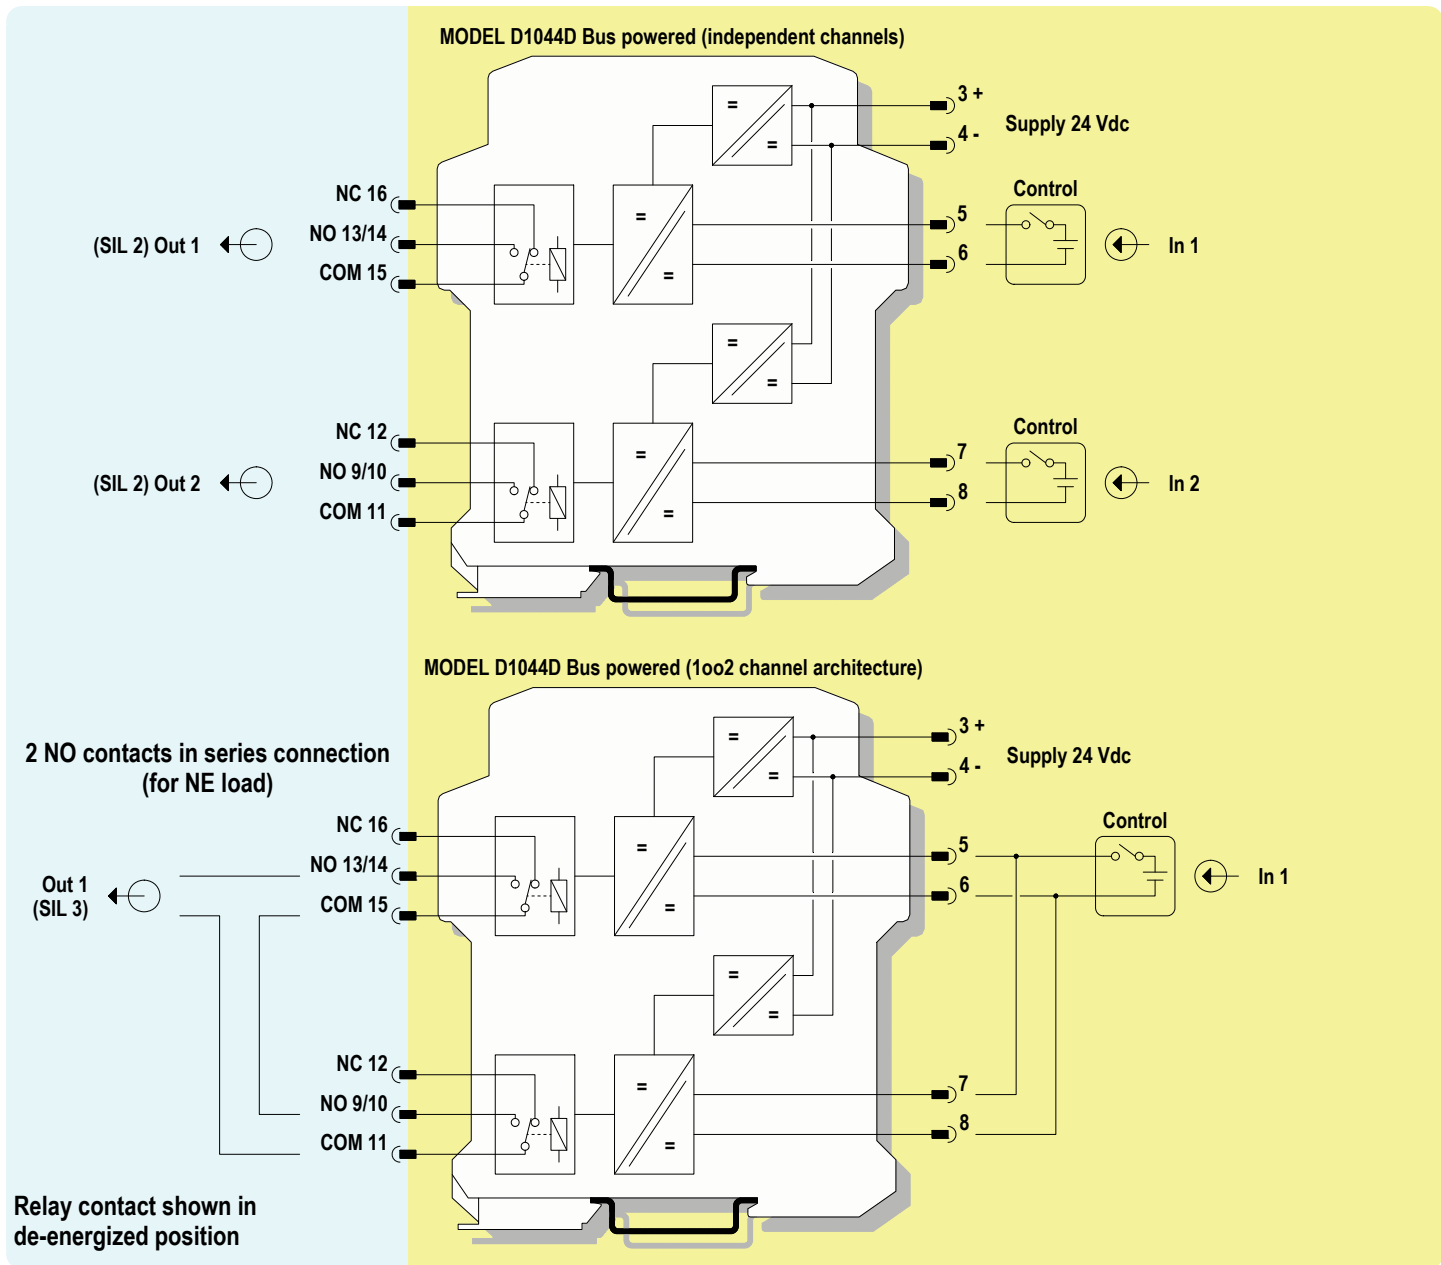 MODEL D1044D Bus powered (independent channels)
3 +
Supply 24 Vdc
4 -
NC 16
Control
5
NO 13/14
(SIL 2) Out 1
In 1
6
COM 15
NC 12
Control
7
NO 9/10
(SIL 2) Out 2
In 2
8
COM 11
MODEL D1044D Bus powered (1oo2 channel architecture)
3 +
2 NO contacts in series connection
(for NE load)
Supply 24 Vdc
4 -
NC 16
Control
5
NO 13/14
Out 1
(SIL 3)
In 1
6
COM 15
NC 12
7
NO 9/10
8
COM 11
Relay contact shown in
de-energized position